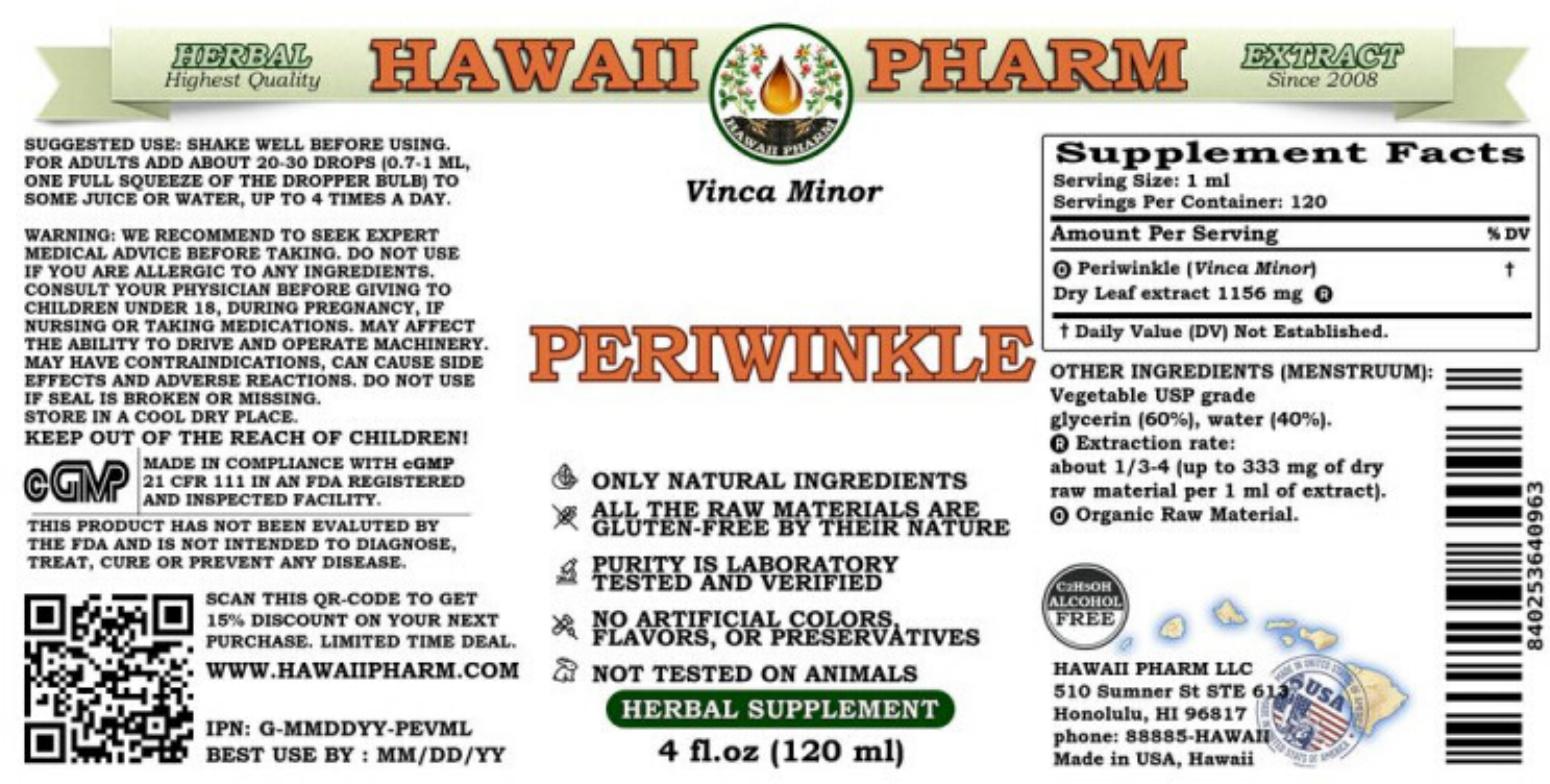 HERBAL
Highest Quality
HAWAII PHARM
EXTRACT
Since 2008
HAWAII PHARM
Vinca Minor
SUGGESTED USE: SHAKE WELL BEFORE USING.
FOR ADULTS ADD ABOUT 20-30 DROPS (0.7-1 ML,
ONE FULL SQUEEZE OF THE DROPPER BULB) TO
SOME JUICE OR WATER, UP TO 4 TIMES A DAY.
WARNING: WE RECOMMEND TO SEEK EXPERT
MEDICAL ADVICE BEFORE TAKING. DO NOT USE
IF YOU ARE ALLERGIC TO ANY INGREDIENTS.
CONSULT YOUR PHYSICIAN BEFORE GIVING TO
CHILDREN UNDER 18, DURING PREGNANCY, IF
NURSING OR TAKING MEDICATIONS. MAY AFFECT
THE ABILITY TO DRIVE AND OPERATE MACHINERY.
MAY HAVE CONTRAINDICATIONS, CAN CAUSE SIDE
EFFECTS AND ADVERSE REACTIONS. DO NOT USE
IF SEAL IS BROKEN OR MISSING.
STORE IN A COOL DRY PLACE.
KEEP OUT OF THE REACH OF CHILDREN!
cGMP
MADE IN COMPLIANCE WITH cGMP
21 CFR 111 IN AN FDA REGISTERED
AND INSPECTED FACILITY.
THIS PRODUCT HAS NOT BEEN EVALUTED BY
THE FDA AND IS NOT INTENDED TO DIAGNOSE,
TREAT, CURE OR PREVENT ANY DISEASE.
SCAN THIS QR-CODE TO GET
15% DISCOUNT ON YOUR NEXT
PURCHASE. LIMITED TIME DEAL.
WWW.HAWAIIPHARM.COM
IPN: G-MMDDYY-PEVML
BEST USE BY : MM/DD/YY
PERIWINKLE
ONLY NATURAL INGREDIENTS
ALL THE RAW MATERIALS ARE
GLUTEN-FREE BY THEIR NATURE
PURITY IS LABORATORY
TESTED AND VERIFIED
NO ARTIFICIAL COLORS,
FLAVORS, OR PRESERVATIVES
NOT TESTED ON ANIMALS
HERBAL SUPPLEMENT
4 fl.oz (120 ml)
Supplement Facts
Serving Size: 1 ml
Servings Per Container: 120
Amount Per Serving % DV
Ⓞ Periwinkle (Vinca Minor) †
Dry Leaf extract 1156 mg Ⓡ
† Daily Value (DV) Not Established.
OTHER INGREDIENTS (MENSTRUUM):
Vegetable USP grade
glycerin (60%), water (40%).
Ⓡ Extraction rate:
about 1/3-4 (up to 333 mg of dry
raw material per 1 ml of extract).
Ⓞ Organic Raw Material.
840253640963
C2H5OH
ALCOHOL
FREE
HAWAII PHARM LLC
510 Sumner St STE 613
Honolulu, HI 96817
phone: 88885-HAWAII
Made in USA, Hawaii
USA